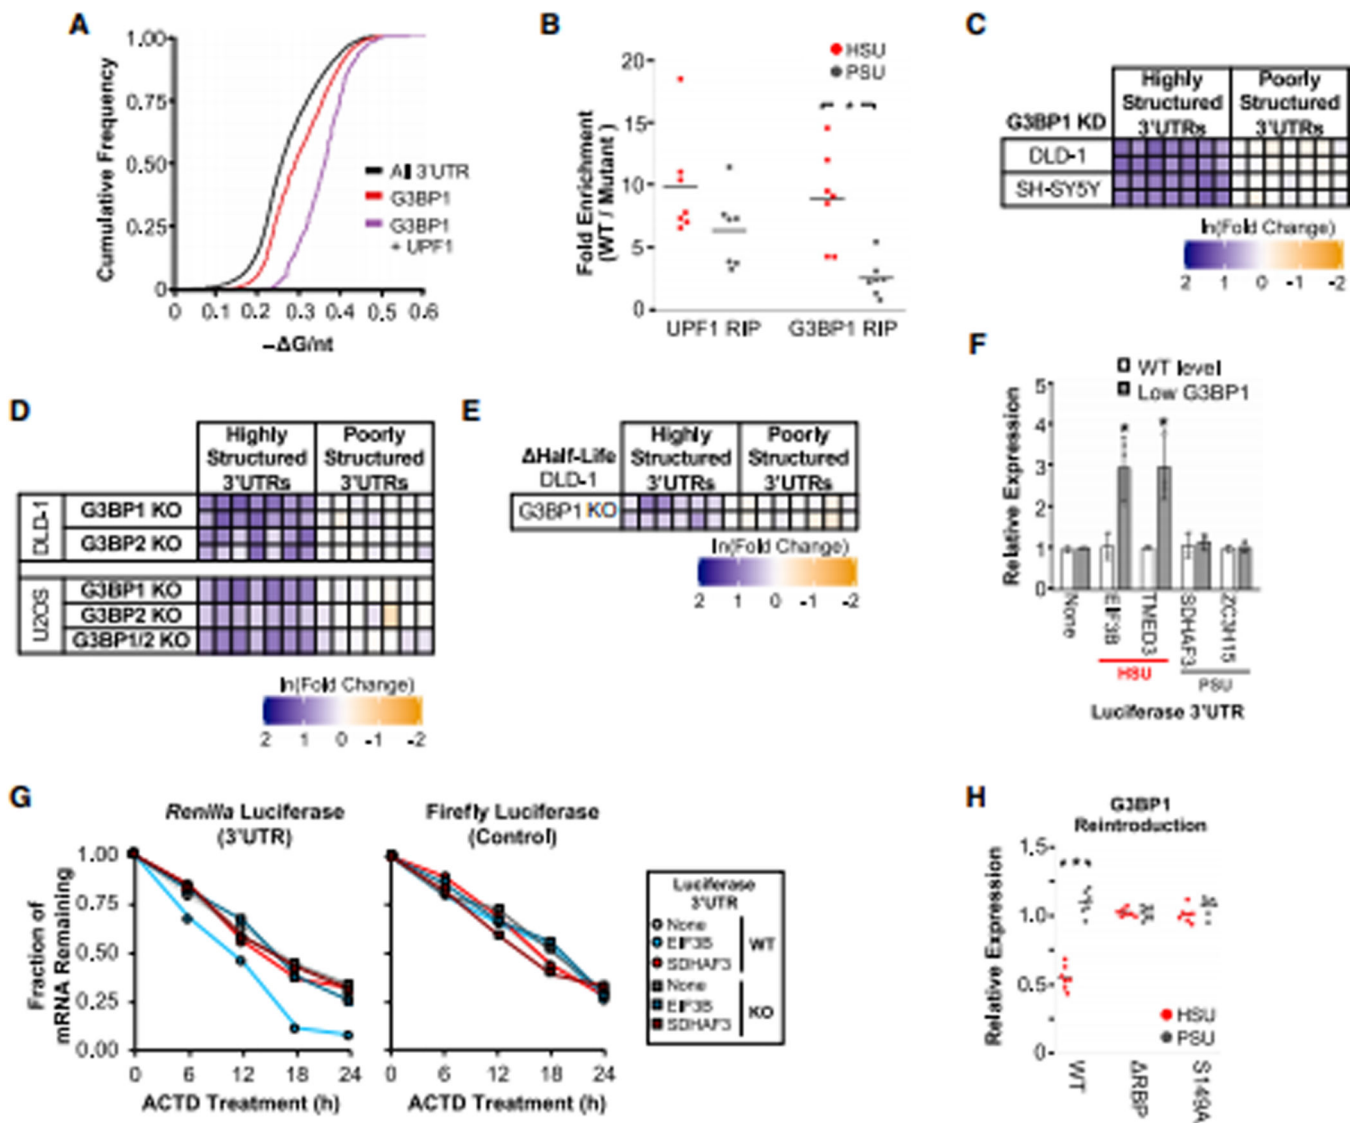 A
Cumulative Frequency
1.00
0.75
0.50
0.25
0
0 0.1 0.2 0.3 0.4 0.5 0.6
–ΔG/nt
All 3'UTR
G3BP1
G3BP1
+ UPF1
B
Fold Enrichment
(WT / Mutant )
20
15
10
5
0
HSU
PSU
*
UPF1 RIP G3BP1 RIP
C
G3BP1 KD
Highly
Structured
3'UTRs
Poorly
Structured
3'UTRs
DLD-1
SH-SY5Y
ln(Fold Change)
2 1 0 -1 -2
D
Highly
Structured
3'UTRs
Poorly
Structured
3'UTRs
DLD-1
G3BP1 KO
G3BP2 KO
U2OS
G3BP1 KO
G3BP2 KO
G3BP1/2 KO
ln(Fold Change)
2 1 0 -1 -2
E
ΔHalf-Life
DLD-1
Highly
Structured
3'UTRs
Poorly
Structured
3'UTRs
G3BP1 KO
ln(Fold Change)
2 1 0 -1 -2
F
WT level
Low G3BP1
Relative Expression
5
4
3
2
1
0
* *
None
EIF3B
TMED3
SDHAF3
ZC3H15
HSU
PSU
Luciferase 3'UTR
G
Renilla Luciferase
(3'UTR)
Firefly Luciferase
(Control)
Fraction of
mRNA Remaining
1.00
0.75
0.50
0.25
0.00
0 6 12 18 24
ACTD Treatment (h)
0 6 12 18 24
ACTD Treatment (h)
Luciferase
3'UTR
None
EIF3B
SDHAF3
WT
None
EIF3B
SDHAF3
KO
H
G3BP1
Reintroduction
Relative Expression
1.5
1.0
0.5
0
***
HSU
PSU
WT
ΔRBP
S149A